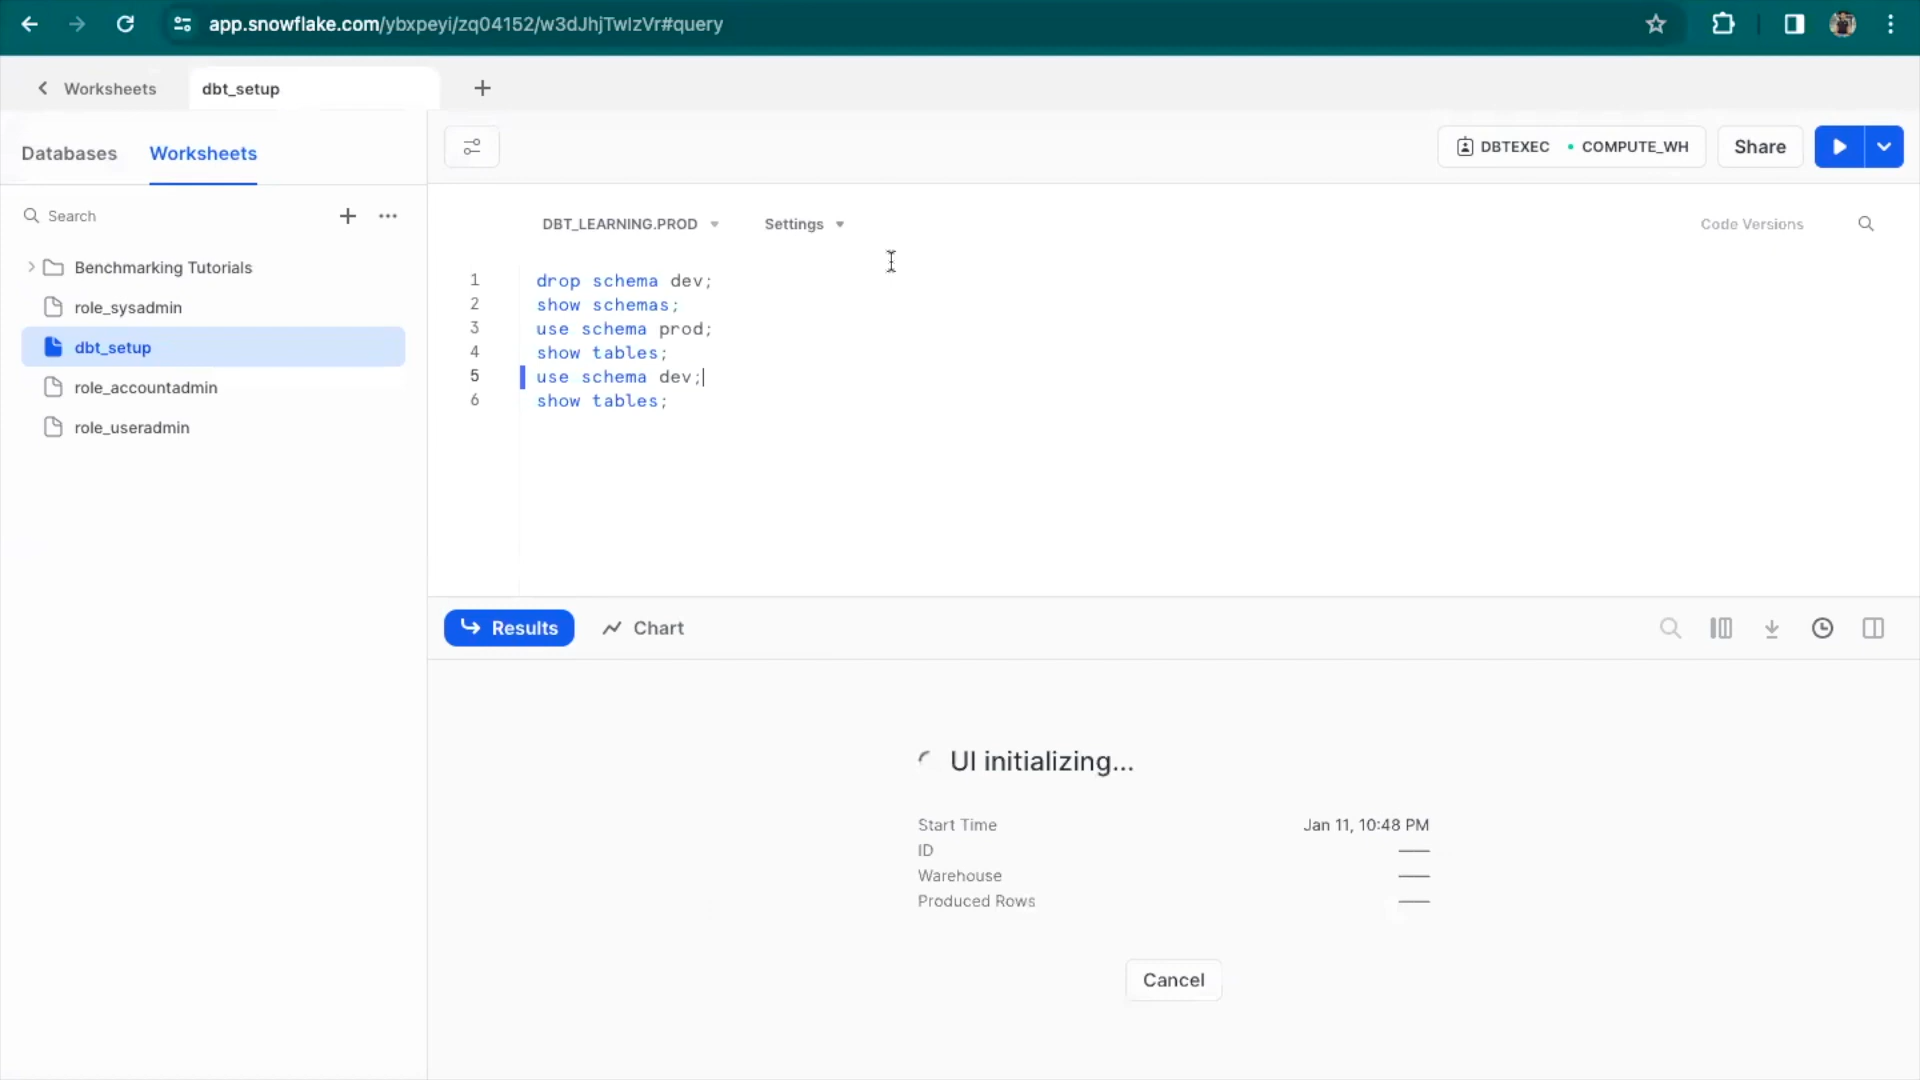 app.snowflake.com/ybxpeyi/zq04152/w3dJhjTwIzVr#query
Worksheets
dbt_setup
Databases
Worksheets
DBTEXEC
COMPUTE_WH
Share
Search
DBT_LEARNING.PROD
Settings
Code Versions
Benchmarking Tutorials
role_sysadmin
dbt_setup
role_accountadmin
role_useradmin
1 drop schema dev;
2 show schemas;
3 use schema prod;
4 show tables;
5 use schema dev;
6 show tables;
Results
Chart
UI initializing...
Start Time Jan 11, 10:48 PM
ID
Warehouse
Produced Rows
Cancel